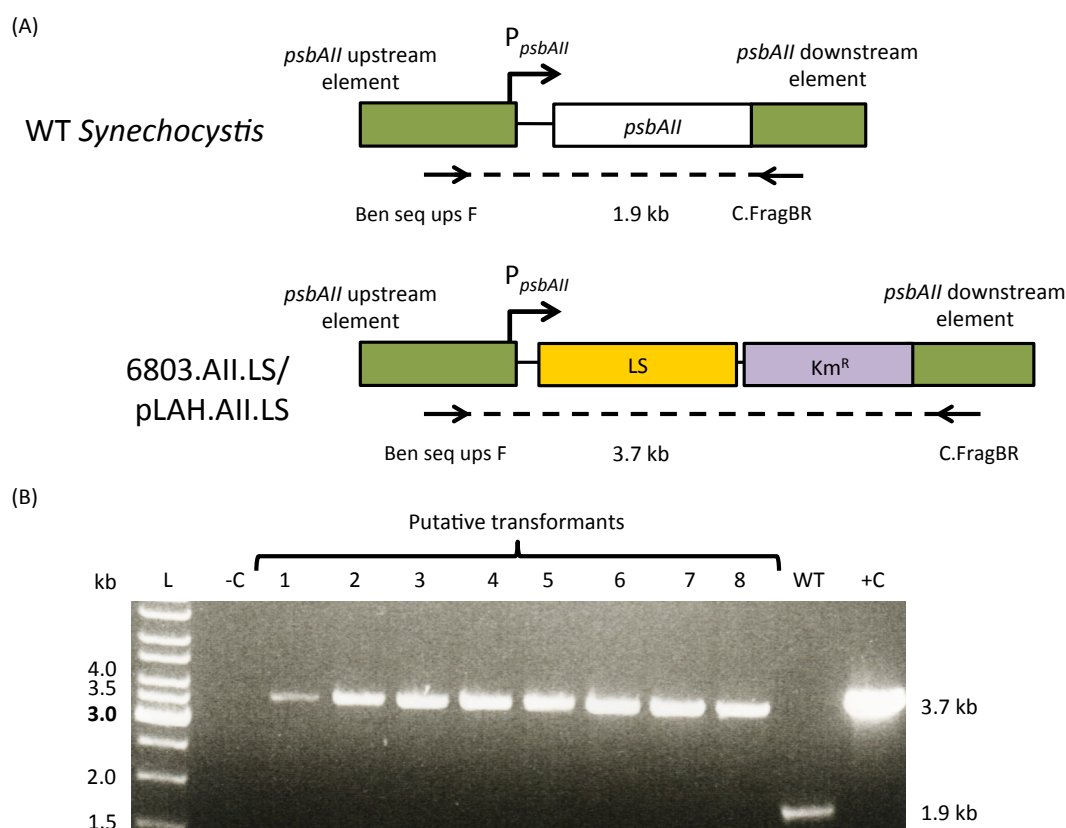 (A)
psbAII upstream
element
PpsbAII
psbAII downstream
element
WT Synechocystis
psbAII
Ben seq ups F
1.9 kb
C.FragBR
psbAII upstream
element
PpsbAII
psbAII downstream
element
6803.AII.LS/
pLAH.AII.LS
LS
KmR
Ben seq ups F
3.7 kb
C.FragBR
(B)
Putative transformants
kb L -C 1 2 3 4 5 6 7 8 WT +C
4.0
3.5
3.0
3.7 kb
2.0
1.9 kb
1.5